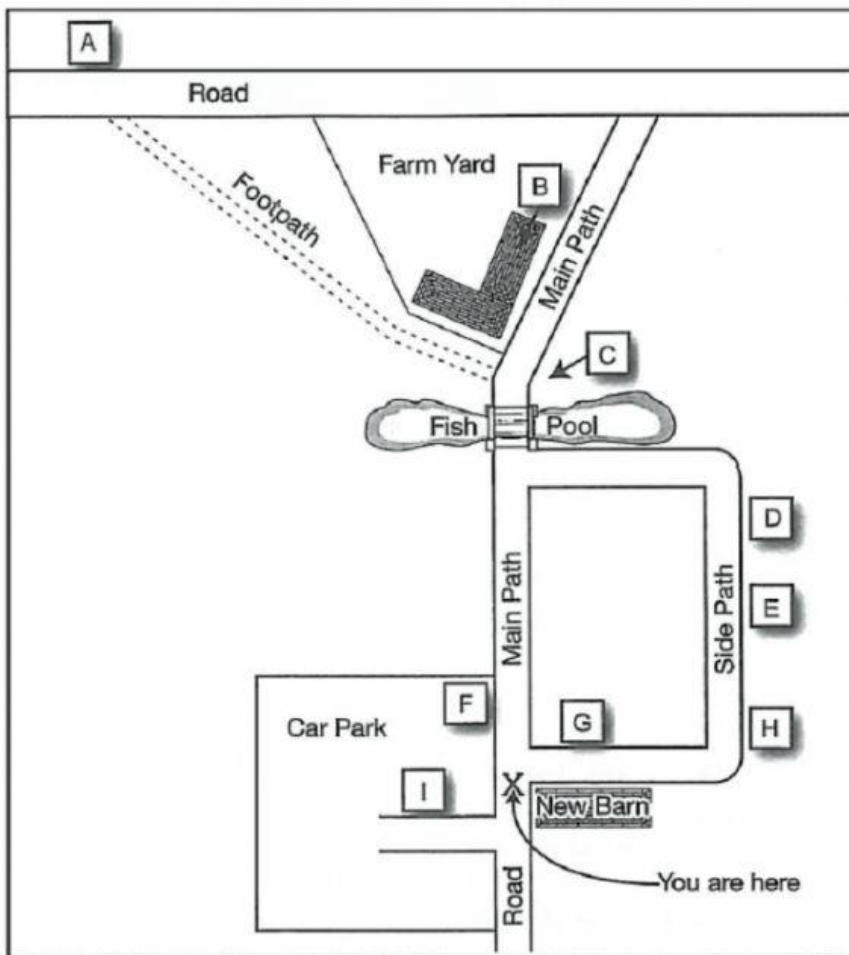 A
Road
Footpath
Farm Yard
B
Main Path
C
Fish Pool
D
E
Main Path
Side Path
F
G
H
Car Park
I
X
New Barn
You are here
Road